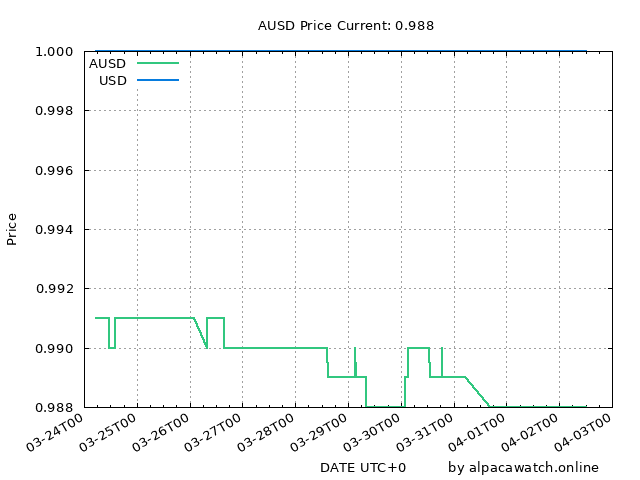 AUSD Price Current: 0.988
1.000
AUSD
USD
0.998
0.996
0.994
0.992
0.990
0.988
Price
03-24T00
03-25T00
03-26T00
03-27T00
03-28T00
03-29T00
03-30T00
03-31T00
04-01T00
04-02T00
04-03T00
DATE UTC+0
by alpacawatch.online